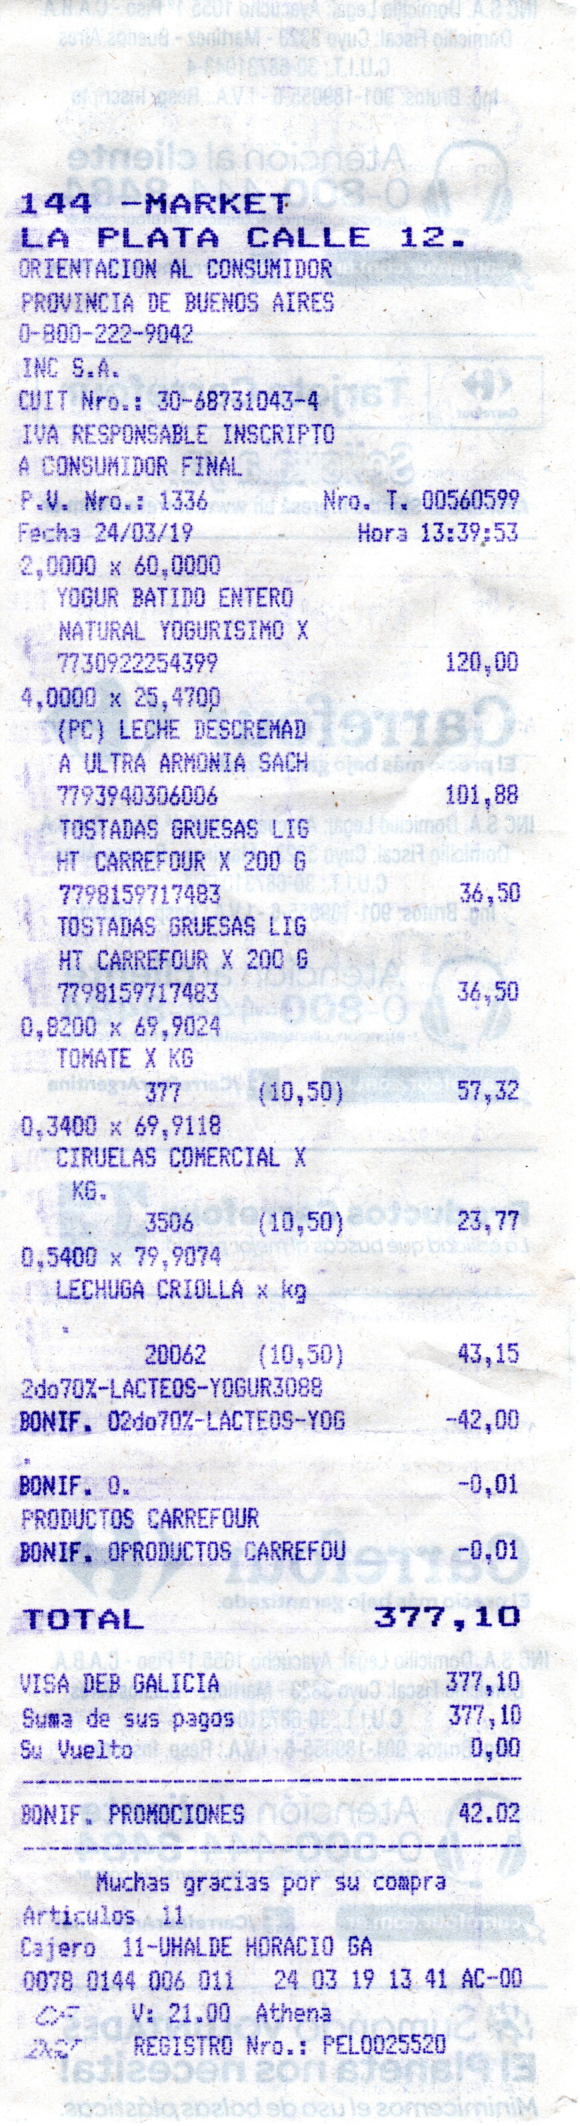 144 -MARKET
LA PLATA CALLE 12.
ORIENTACION AL CONSUMIDOR
PROVINCIA DE BUENOS AIRES
0-800-222-9042
INC S.A.
CUIT Nro.: 30-68731043-4
IVA RESPONSABLE INSCRIPTO
A CONSUMIDOR FINAL
P.V. Nro.: 1336 Nro. T. 00560599
Fecha 24/03/19 Hora 13:39:53
2,0000 x 60,0000
YOGUR BATIDO ENTERO
NATURAL YOGURISIMO X
7730922254399 120,00
4,0000 x 25,4700
(PC) LECHE DESCREMAD
A ULTRA ARMONIA SACH
7793940306006 101,88
TOSTADAS GRUESAS LIG
HT CARREFOUR X 200 G
7798159717483 36,50
TOSTADAS GRUESAS LIG
HT CARREFOUR X 200 G
7798159717483 36,50
0,8200 x 69,9024
TOMATE X KG
377 (10,50) 57,32
0,3400 x 69,9118
CIRUELAS COMERCIAL X
KG.
3506 (10,50) 23,77
0,5400 x 79,9074
LECHUGA CRIOLLA x kg
.
20062 (10,50) 43,15
2do70%-LACTEOS-YOGUR3088
BONIF. 02do70%-LACTEOS-YOG -42,00
.
BONIF. 0. -0,01
PRODUCTOS CARREFOUR
BONIF. 0PRODUCTOS CARREFOU -0,01
TOTAL 377,10
VISA DEB GALICIA 377,10
Suma de sus pagos 377,10
Su Vuelto 0,00
BONIF. PROMOCIONES 42.02
Muchas gracias por su compra
Articulos 11
Cajero 11-UHALDE HORACIO GA
0078 0144 006 011 24 03 19 13 41 AC-00
V: 21.00 Athena
REGISTRO Nro.: PEL0025520